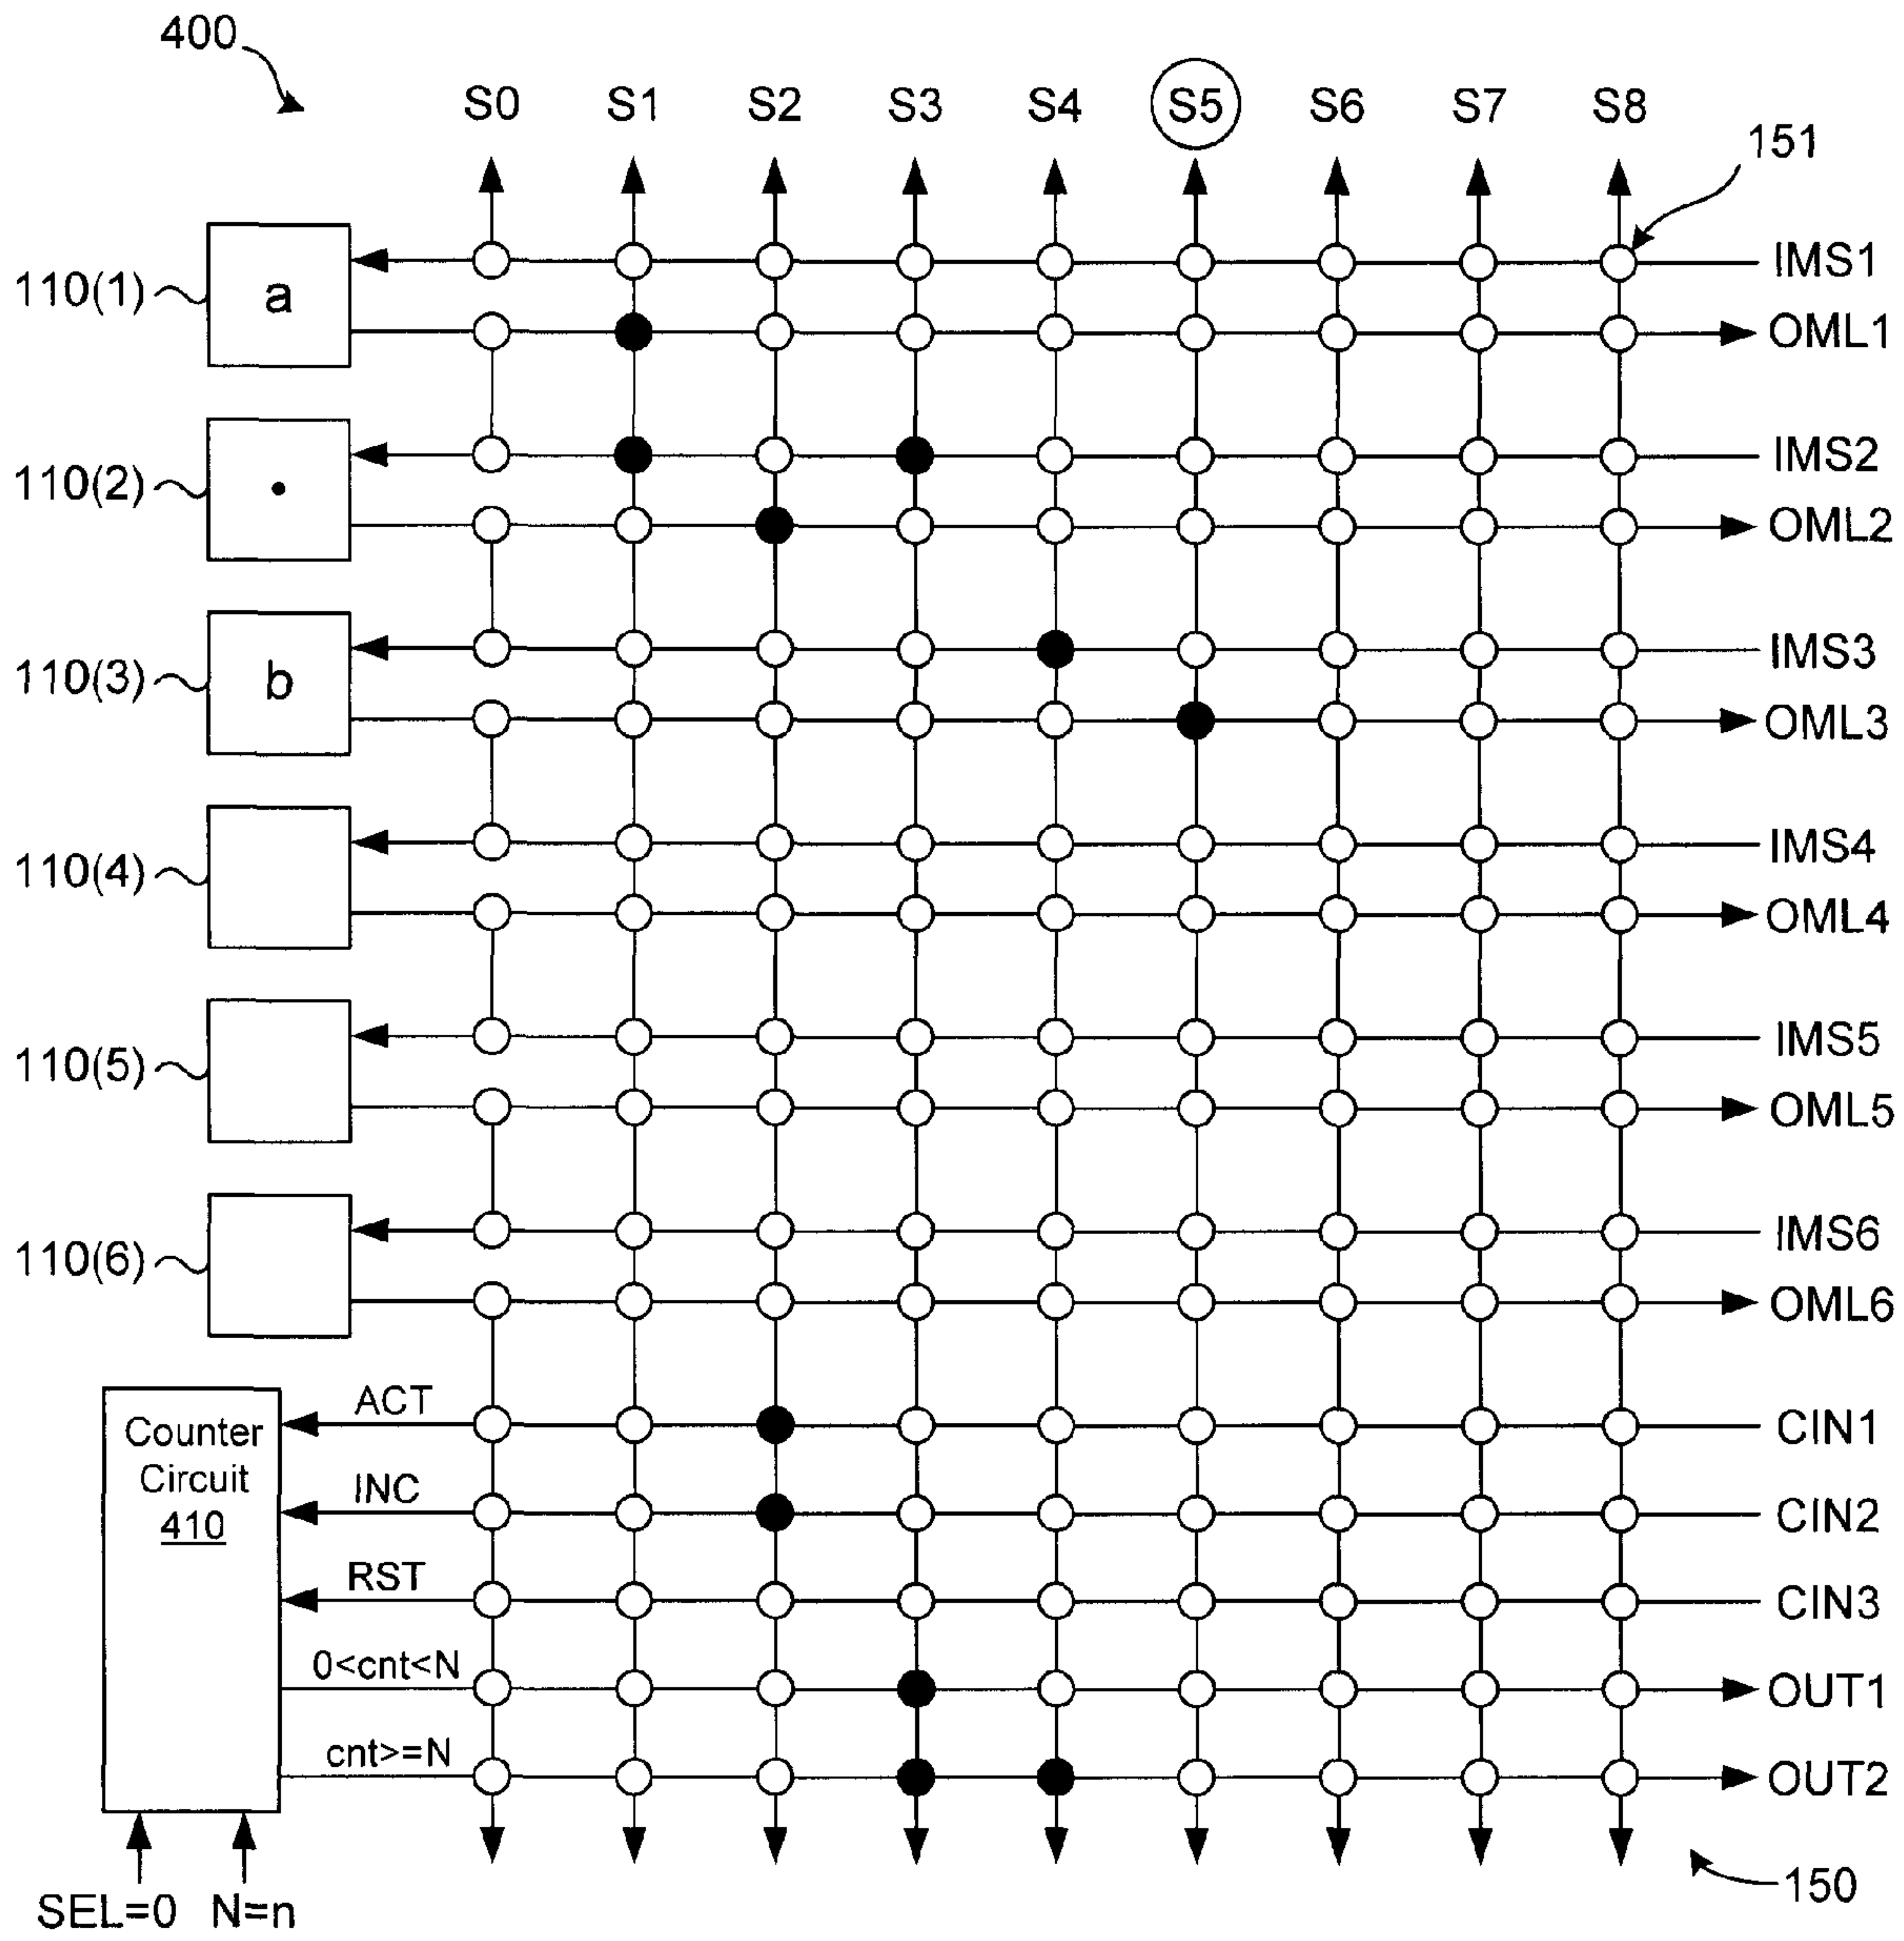 400
S0 S1 S2 S3 S4 S5 S6 S7 S8
151
110(1) a IMS1
OML1
110(2) • IMS2
OML2
110(3) b IMS3
OML3
110(4) IMS4
OML4
110(5) IMS5
OML5
110(6) IMS6
OML6
Counter
Circuit
410
ACT CIN1
INC CIN2
RST CIN3
0<cnt<N OUT1
cnt>=N OUT2
SEL=0 N=n
150